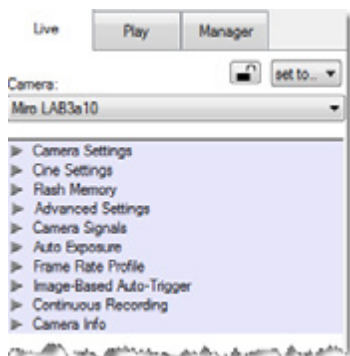 Live Play Manager
set to...
Camera:
Miro LAB3a10
Camera Settings
Cine Settings
Flash Memory
Advanced Settings
Camera Signals
Auto Exposure
Frame Rate Profile
Image-Based Auto-Trigger
Continuous Recording
Camera Info